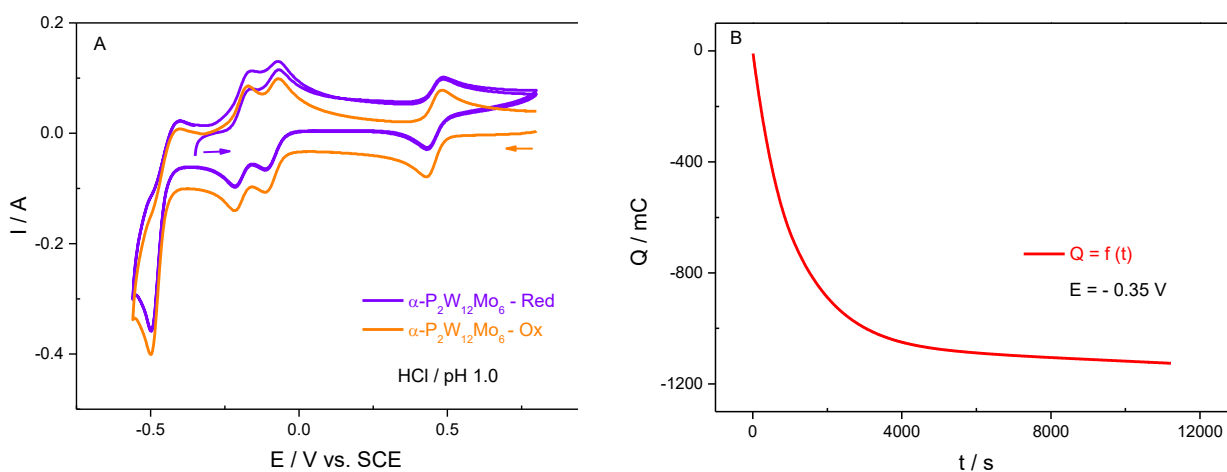 A
0.2
0.0
-0.2
-0.4
I / A
-0.5
0.0
0.5
E / V vs. SCE
α-P₂W₁₂Mo₆ - Red
α-P₂W₁₂Mo₆ - Ox
HCl / pH 1.0
B
0
-400
-800
-1200
Q / mC
0
4000
8000
12000
t / s
Q = f (t)
E = - 0.35 V